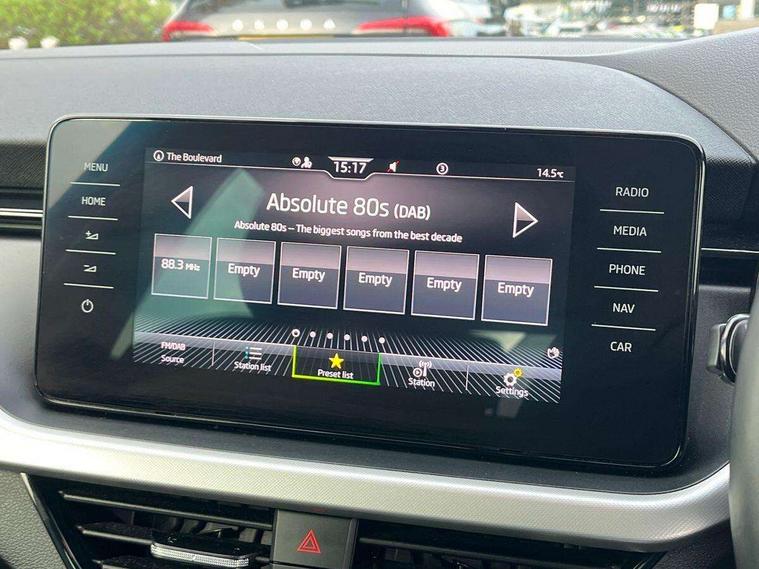 SKODA
The Boulevard
15:17
3
14.5°C
MENU
HOME
RADIO
MEDIA
PHONE
NAV
CAR
Absolute 80s (DAB)
Absolute 80s – The biggest songs from the best decade
88.3 MHz
Empty
Empty
Empty
Empty
Empty
FM/DAB
Source
Station list
Preset list
Station
Settings